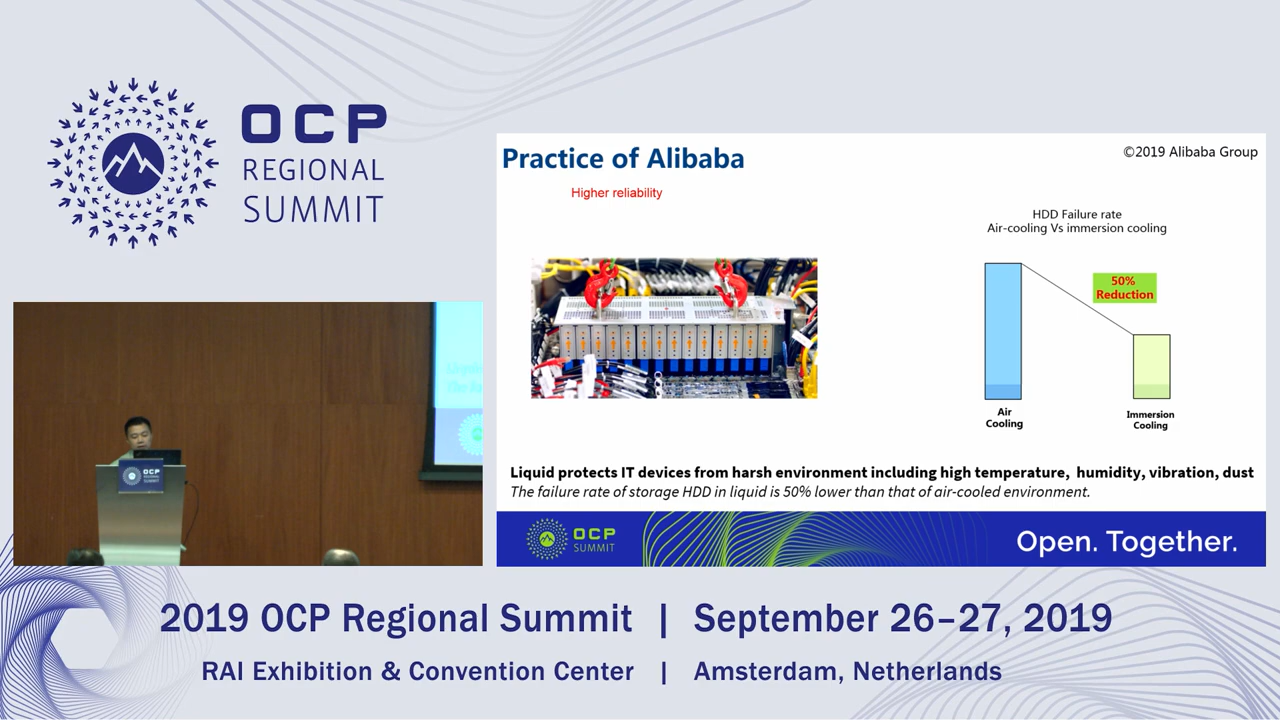 OCP
REGIONAL
SUMMIT
Practice of Alibaba
©2019 Alibaba Group
Higher reliability
HDD Failure rate
Air-cooling Vs immersion cooling
50%
Reduction
Air
Cooling
Immersion
Cooling
Liquid protects IT devices from harsh environment including high temperature, humidity, vibration, dust
The failure rate of storage HDD in liquid is 50% lower than that of air-cooled environment.
OCP
SUMMIT
Open. Together.
OCP
REGIONAL
SUMMIT
2019 OCP Regional Summit | September 26–27, 2019
RAI Exhibition & Convention Center | Amsterdam, Netherlands